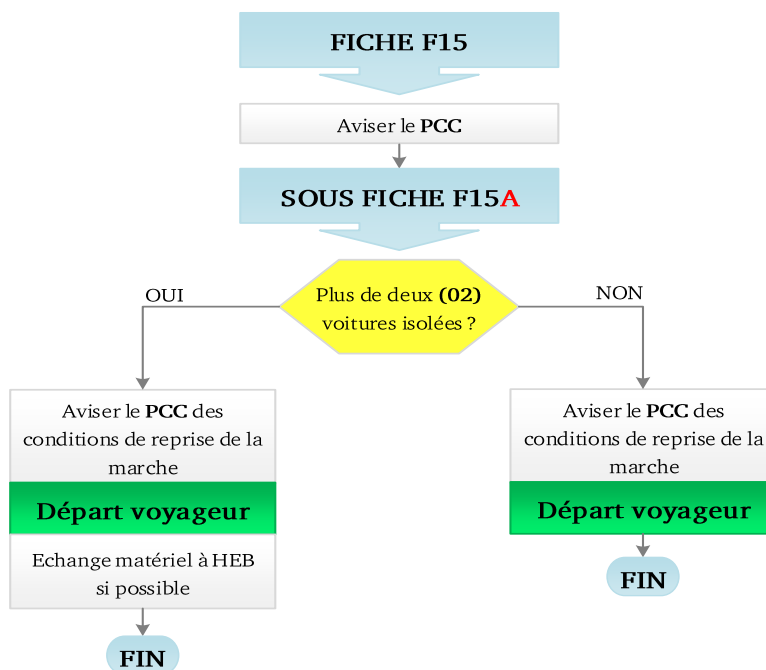 FICHE F15
Aviser le PCC
SOUS FICHE F15A
Plus de deux (02)
voitures isolées ?
OUI
NON
Aviser le PCC des
conditions de reprise de la
marche
Départ voyageur
Echange matériel à HEB
si possible
FIN
Aviser le PCC des
conditions de reprise de la
marche
Départ voyageur
FIN